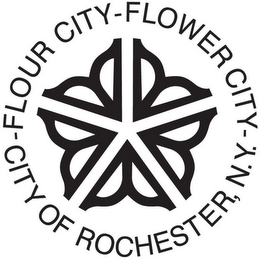 -FLOUR CITY-FLOWER CITY-
CITY OF ROCHESTER, N.Y.